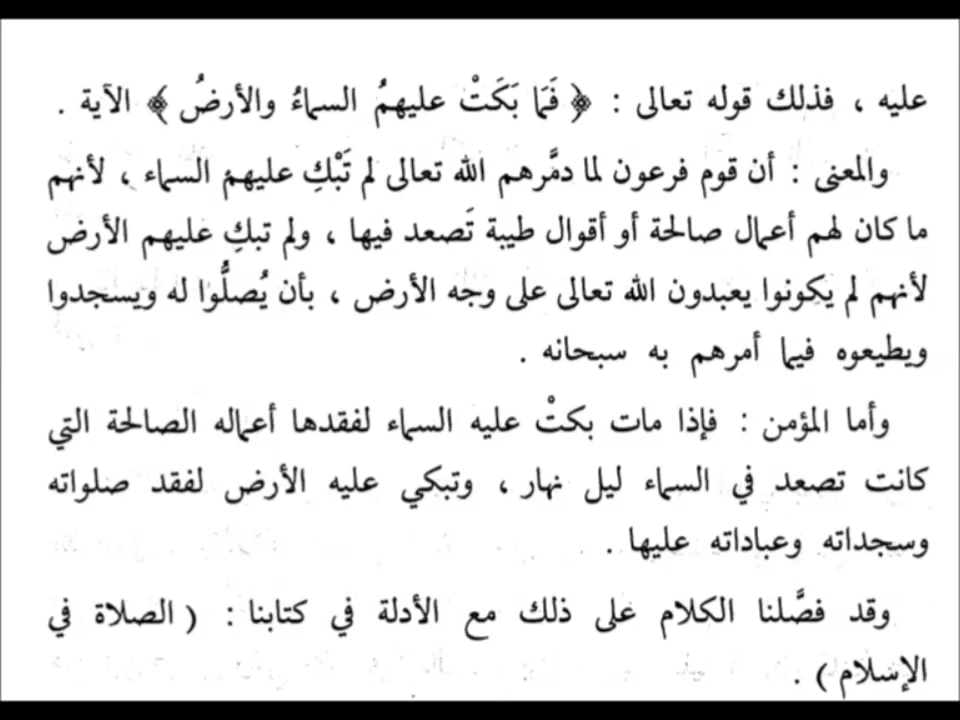 عليه ، فذلك قوله تعالى : ﴿ فَمَا بَكَتْ عليهمُ السماءُ والأرضُ ﴾ الآية .
والمعنى : أن قوم فرعون لما دمَّرهم الله تعالى لم تَبْكِ عليهمُ السماء ، لأنهم
ما كان لهم أعمال صالحة أو أقوال طيبة تَصعد فيها ، ولم تبكِ عليهم الأرض
لأنهم لم يكونوا يعبدون الله تعالى على وجه الأرض ، بأن يُصلُّوا له ويسجدوا
ويطيعوه فيما أمرهم به سبحانه .
وأما المؤمن : فإذا مات بكتْ عليه السماء لفقدها أعماله الصالحة التي
كانت تصعد في السماء ليل نهار ، وتبكي عليه الأرض لفقد صلواته
وسجداته وعباداته عليها .
وقد فصَّلنا الكلام على ذلك مع الأدلة في كتابنا : ( الصلاة في
الإسلام ) .